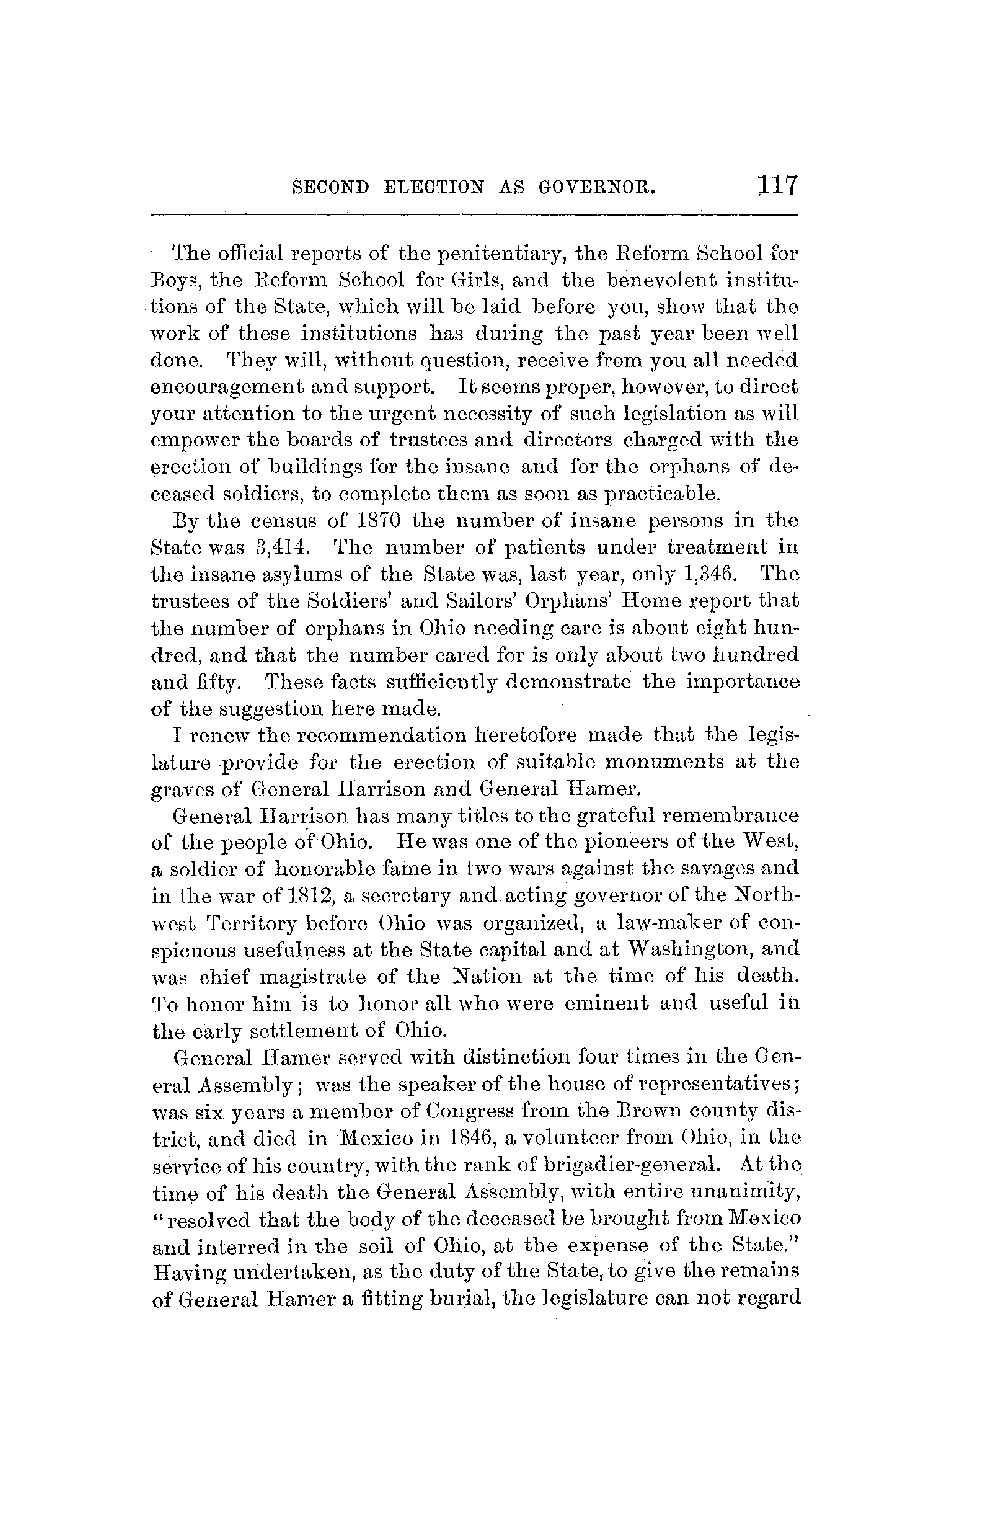 SECOND ELECTION AS GOVERNOR. 117
The official reports of the penitentiary, the Reform School for
Boys, the Reform School for Girls, and the benevolent institu-
tions of the State, which will be laid before you, show that the
work of these institutions has during the past year been well
done. They will, without question, receive from you all needed
encouragement and support. It seems proper, however, to direct
your attention to the urgent necessity of such legislation as will
empower the boards of trustees and directors charged with the
erection of buildings for the insane and for the orphans of de-
ceased soldiers, to complete them as soon as practicable.
By the census of 1870 the number of insane persons in the
State was 3,414. The number of patients under treatment in
the insane asylums of the State was, last year, only 1,346. The
trustees of the Soldiers' and Sailors' Orphans' Home report that
the number of orphans in Ohio needing care is about eight hun-
dred, and that the number cared for is only about two hundred
and fifty. These facts sufficiently demonstrate the importance
of the suggestion here made.
I renew the recommendation heretofore made that the legis-
lature provide for the erection of suitable monuments at the
graves of General Harrison and General Hamer.
General Harrison has many titles to the grateful remembrance
of the people of Ohio. He was one of the pioneers of the West,
a soldier of honorable fame in two wars against the savages and
in the war of 1812, a secretary and acting governor of the North-
west Territory before Ohio was organized, a law-maker of con-
spicuous usefulness at the State capital and at Washington, and
was chief magistrate of the Nation at the time of his death.
To honor him is to honor all who were eminent and useful in
the early settlement of Ohio.
General Hamer served with distinction four times in the Gen-
eral Assembly; was the speaker of the house of representatives;
was six years a member of Congress from the Brown county dis-
trict, and died in Mexico in 1846, a volunteer from Ohio, in the
service of his country, with the rank of brigadier-general. At the
time of his death the General Assembly, with entire unanimity,
"resolved that the body of the deceased be brought from Mexico
and interred in the soil of Ohio, at the expense of the State."
Having undertaken, as the duty of the State, to give the remains
of General Hamer a fitting burial, the legislature can not regard